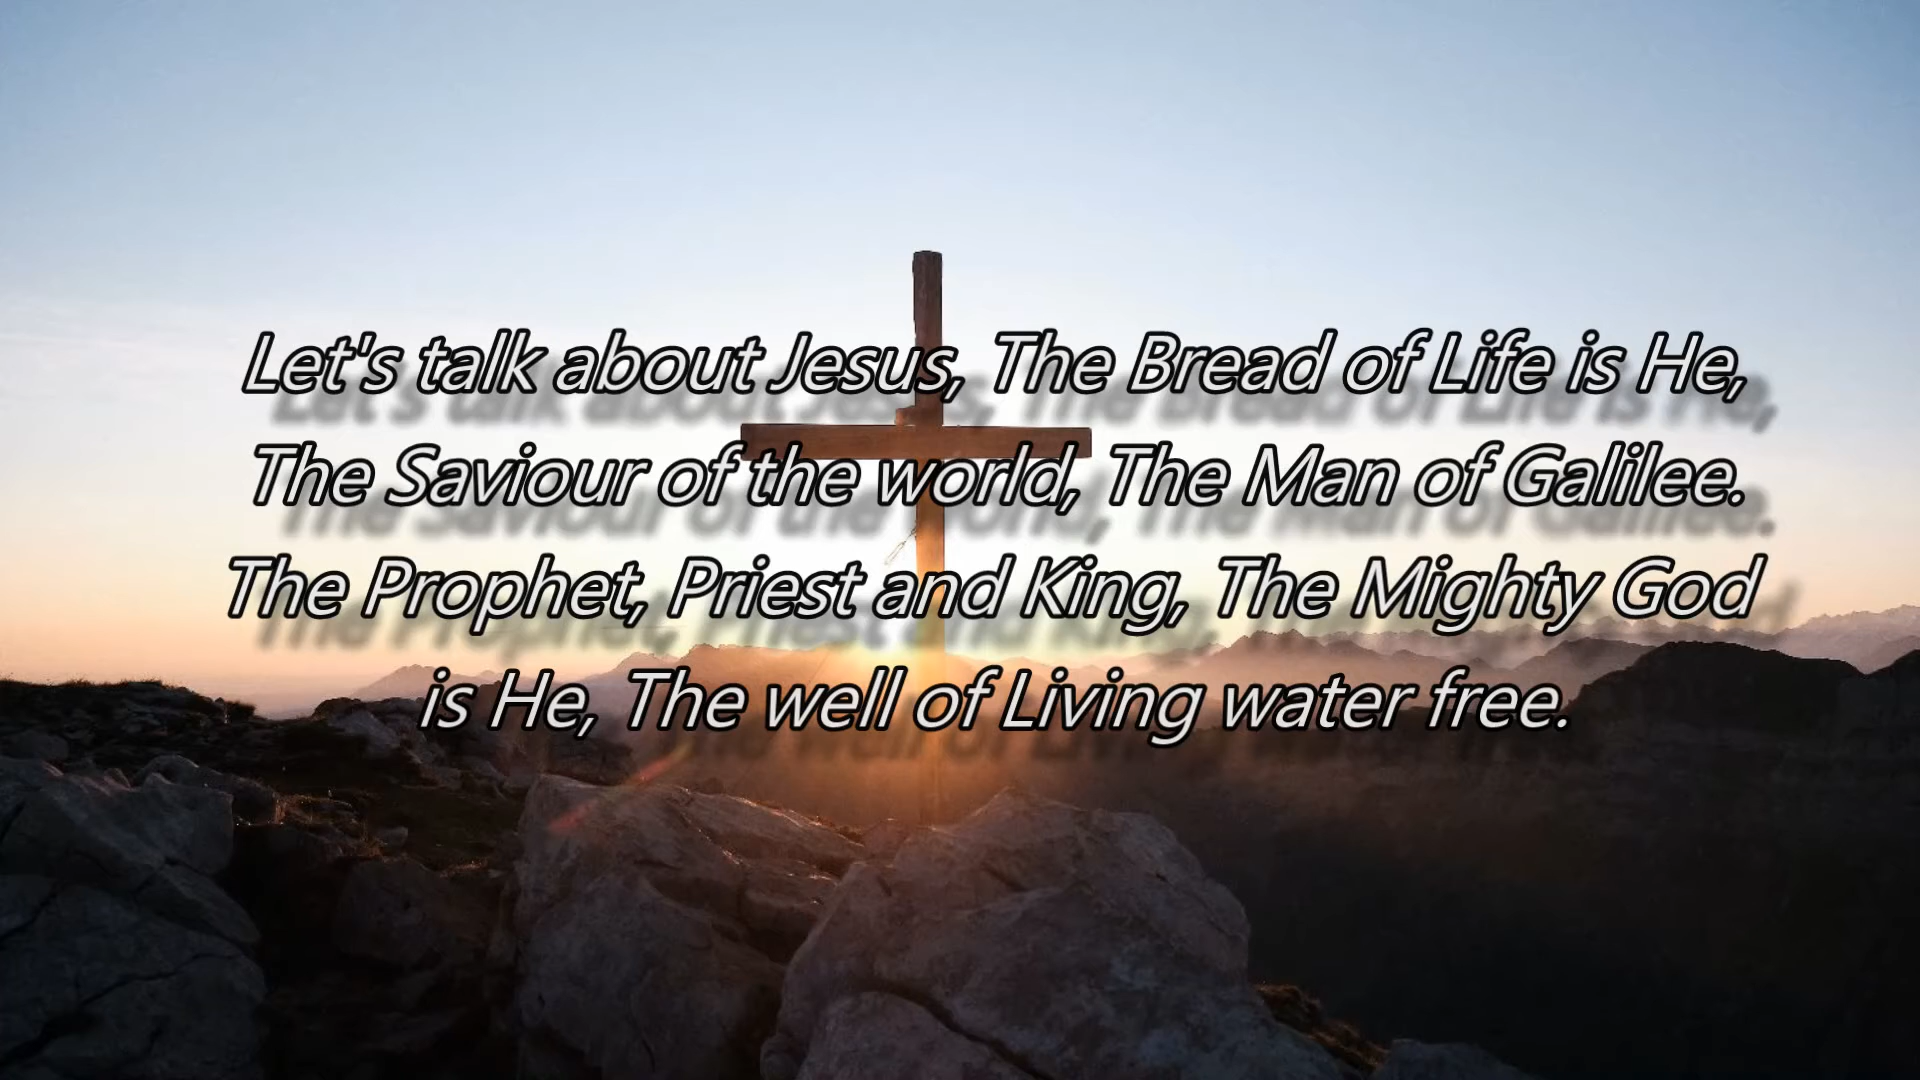 Let's talk about Jesus, The Bread of Life is He,
The Saviour of the world, The Man of Galilee.
The Prophet, Priest and King, The Mighty God
is He, The well of Living water free.